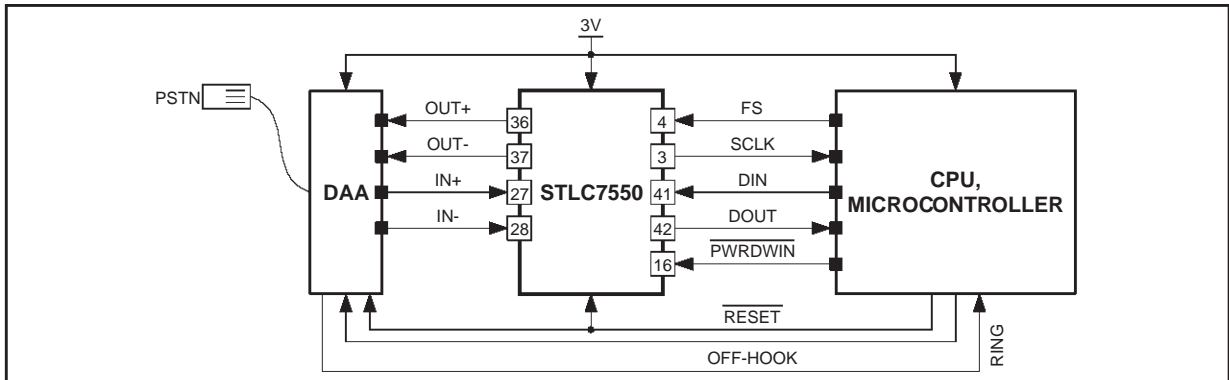 3V
PSTN
OUT+
36
4
FS
OUT-
37
3
SCLK
DAA
IN+
27
STLC7550
41
DIN
CPU,
MICROCONTROLLER
IN-
28
42
DOUT
16
PWRDWIN
RESET
OFF-HOOK
RING